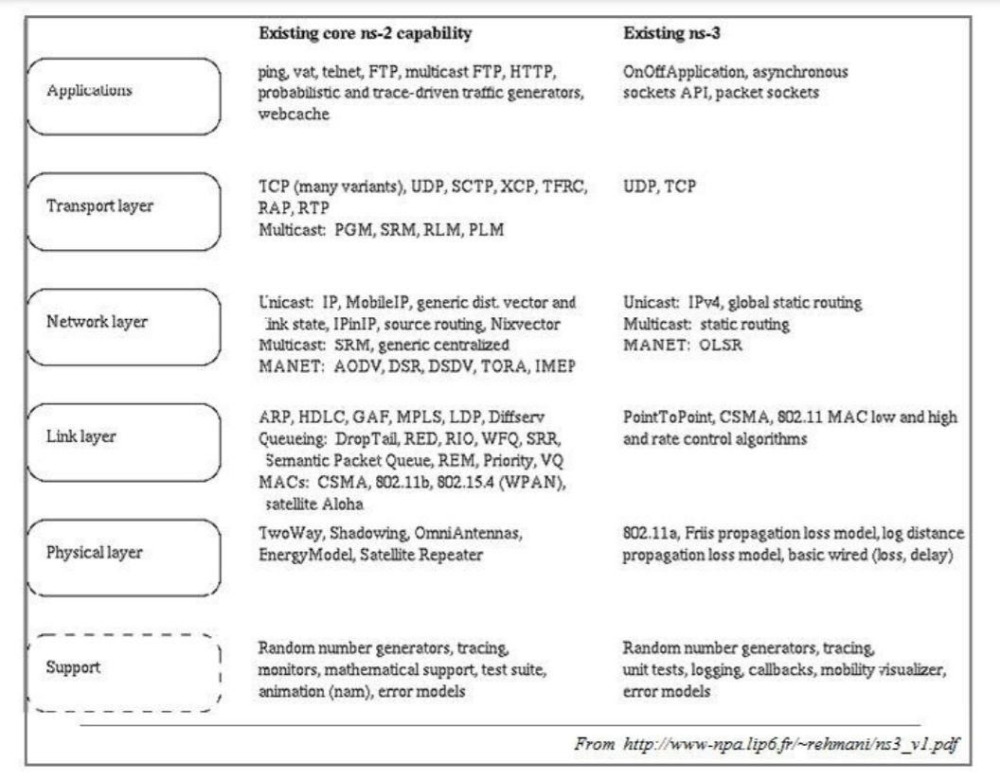 Existing core ns-2 capability
Existing ns-3
Applications
ping, vat, telnet, FTP, multicast FTP, HTTP,
probabilistic and trace-driven traffic generators,
webcache
OnOffApplication, asynchronous
sockets API, packet sockets
Transport layer
TCP (many variants), UDP, SCTP, XCP, TFRC,
RAP, RTP
Multicast: PGM, SRM, RLM, PLM
UDP, TCP
Network layer
Unicast: IP, MobileIP, generic dist. vector and
link state, IPinIP, source routing, Nixvector
Multicast: SRM, generic centralized
MANET: AODV, DSR, DSDV, TORA, IMEP
Unicast: IPv4, global static routing
Multicast: static routing
MANET: OLSR
Link layer
ARP, HDLC, GAF, MPLS, LDP, Diffserv
Queueing: DropTail, RED, RIO, WFQ, SRR,
Semantic Packet Queue, REM, Priority, VQ
MACs: CSMA, 802.11b, 802.15.4 (WPAN),
satellite Aloha
PointToPoint, CSMA, 802.11 MAC low and high
and rate control algorithms
Physical layer
TwoWay, Shadowing, OmniAntennas,
EnergyModel, Satellite Repeater
802.11a, Friis propagation loss model, log distance
propagation loss model, basic wired (loss, delay)
Support
Random number generators, tracing,
monitors, mathematical support, test suite,
animation (nam), error models
Random number generators, tracing,
unit tests, logging, callbacks, mobility visualizer,
error models
From http://www-npa.lip6.fr/~rehmani/ns3_v1.pdf